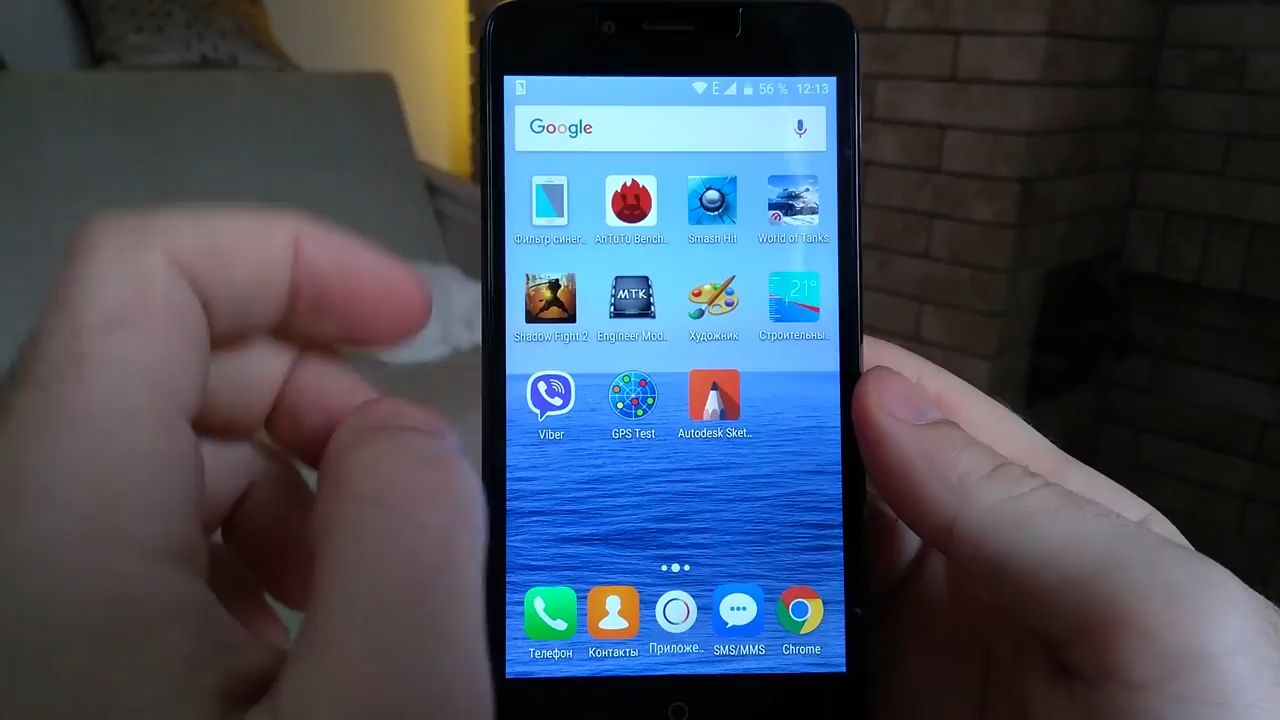 E 56 % 12:13
Google
Фильтр синег.. AnTuTu Bench.. Smash Hit World of Tanks
21°
MTK
Shadow Fight 2 Engineer Mod.. Художник Строительны..
Viber GPS Test Autodesk Sket..
Телефон Контакты Приложе.. SMS/MMS Chrome